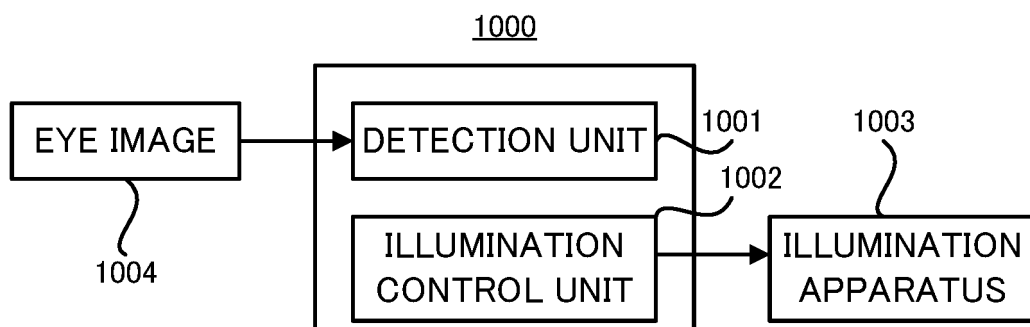 1000
EYE IMAGE
DETECTION UNIT
1001
1003
1002
1004
ILLUMINATION
CONTROL UNIT
ILLUMINATION
APPARATUS